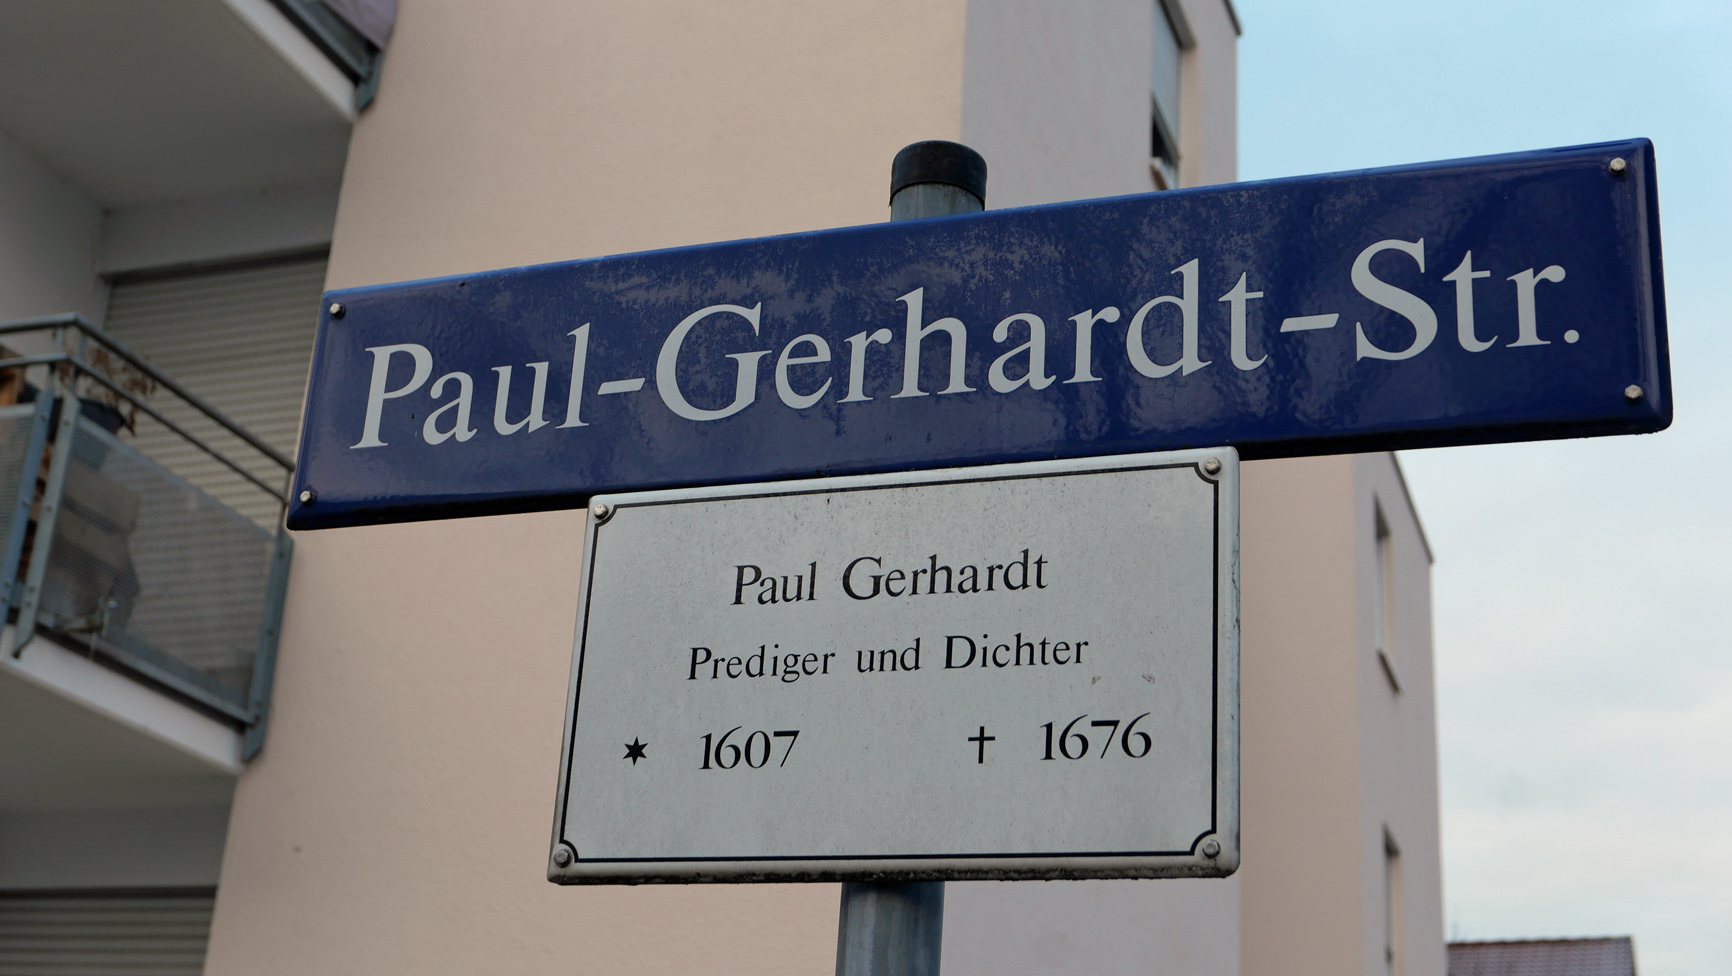 Paul-Gerhardt-Str.
Paul Gerhardt
Prediger und Dichter
✶ 1607 † 1676